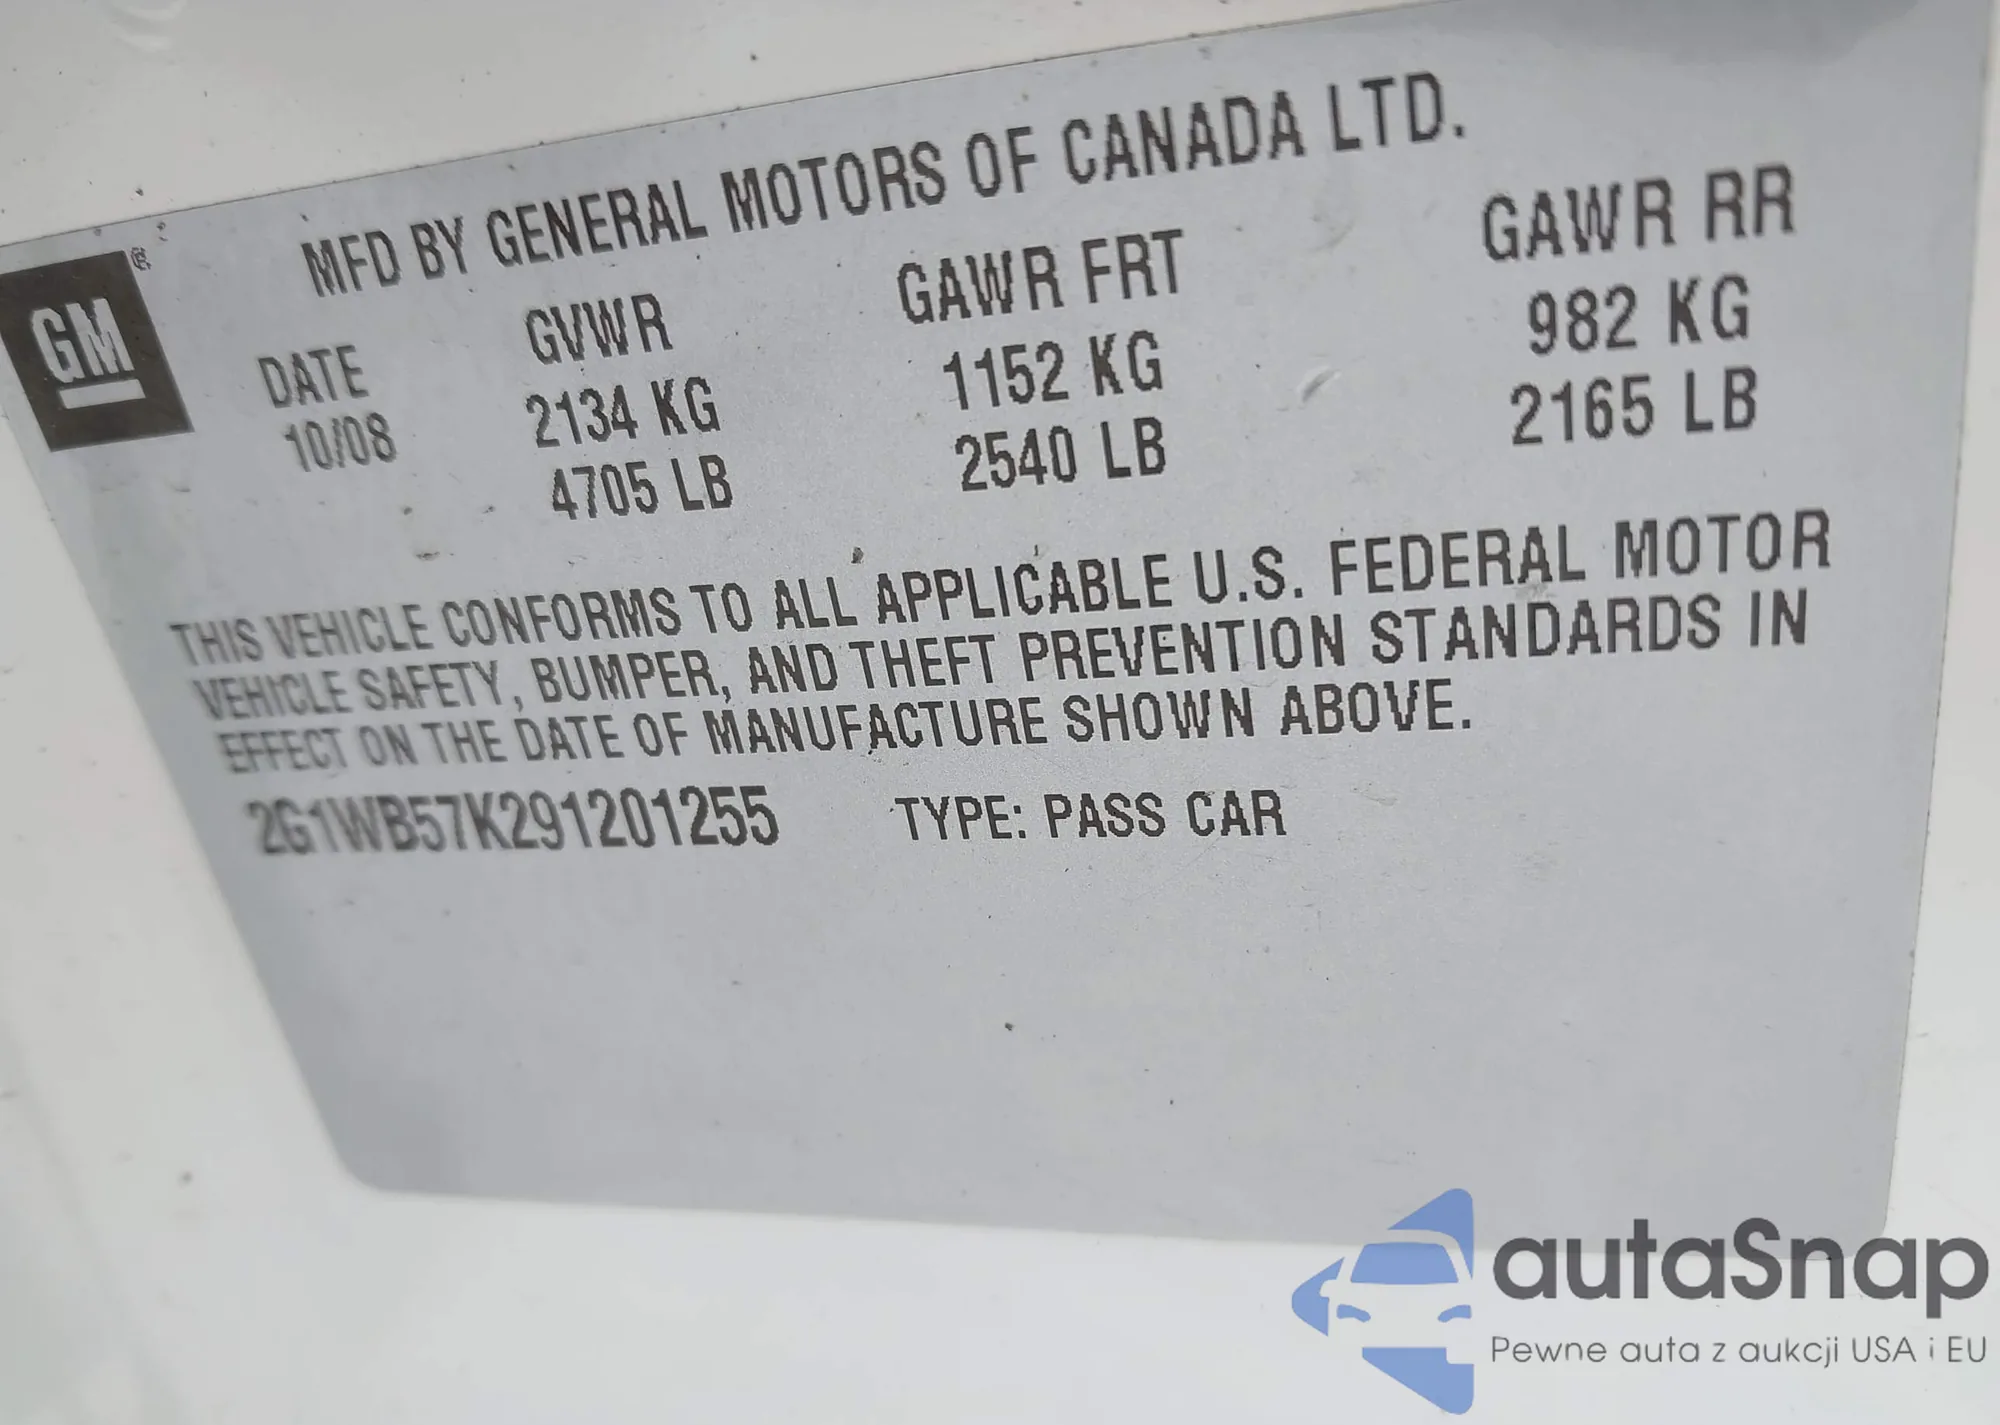 MFD BY GENERAL MOTORS OF CANADA LTD.
GM ®
DATE GVWR GAWR FRT GAWR RR
10/08 2134 KG 1152 KG 982 KG
4705 LB 2540 LB 2165 LB
THIS VEHICLE CONFORMS TO ALL APPLICABLE U.S. FEDERAL MOTOR
VEHICLE SAFETY, BUMPER, AND THEFT PREVENTION STANDARDS IN
EFFECT ON THE DATE OF MANUFACTURE SHOWN ABOVE.
2G1WB57K291201255 TYPE: PASS CAR
autaSnap
Pewne auta z aukcji USA i EU